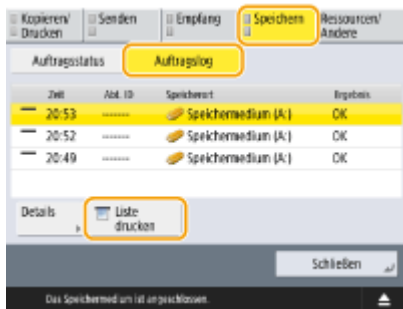 Kopieren/ Drucken
Senden
Empfang
Speichern
Ressourcen/ Andere
Auftragsstatus
Auftragslog
Zeit Abt. ID Speicherort Ergebnis
20:53 ------- Speichermedium (A:) OK
20:52 ------- Speichermedium (A:) OK
20:49 ------- Speichermedium (A:) OK
Details
Liste drucken
Schließen
Das Speichermedium ist angeschlossen.